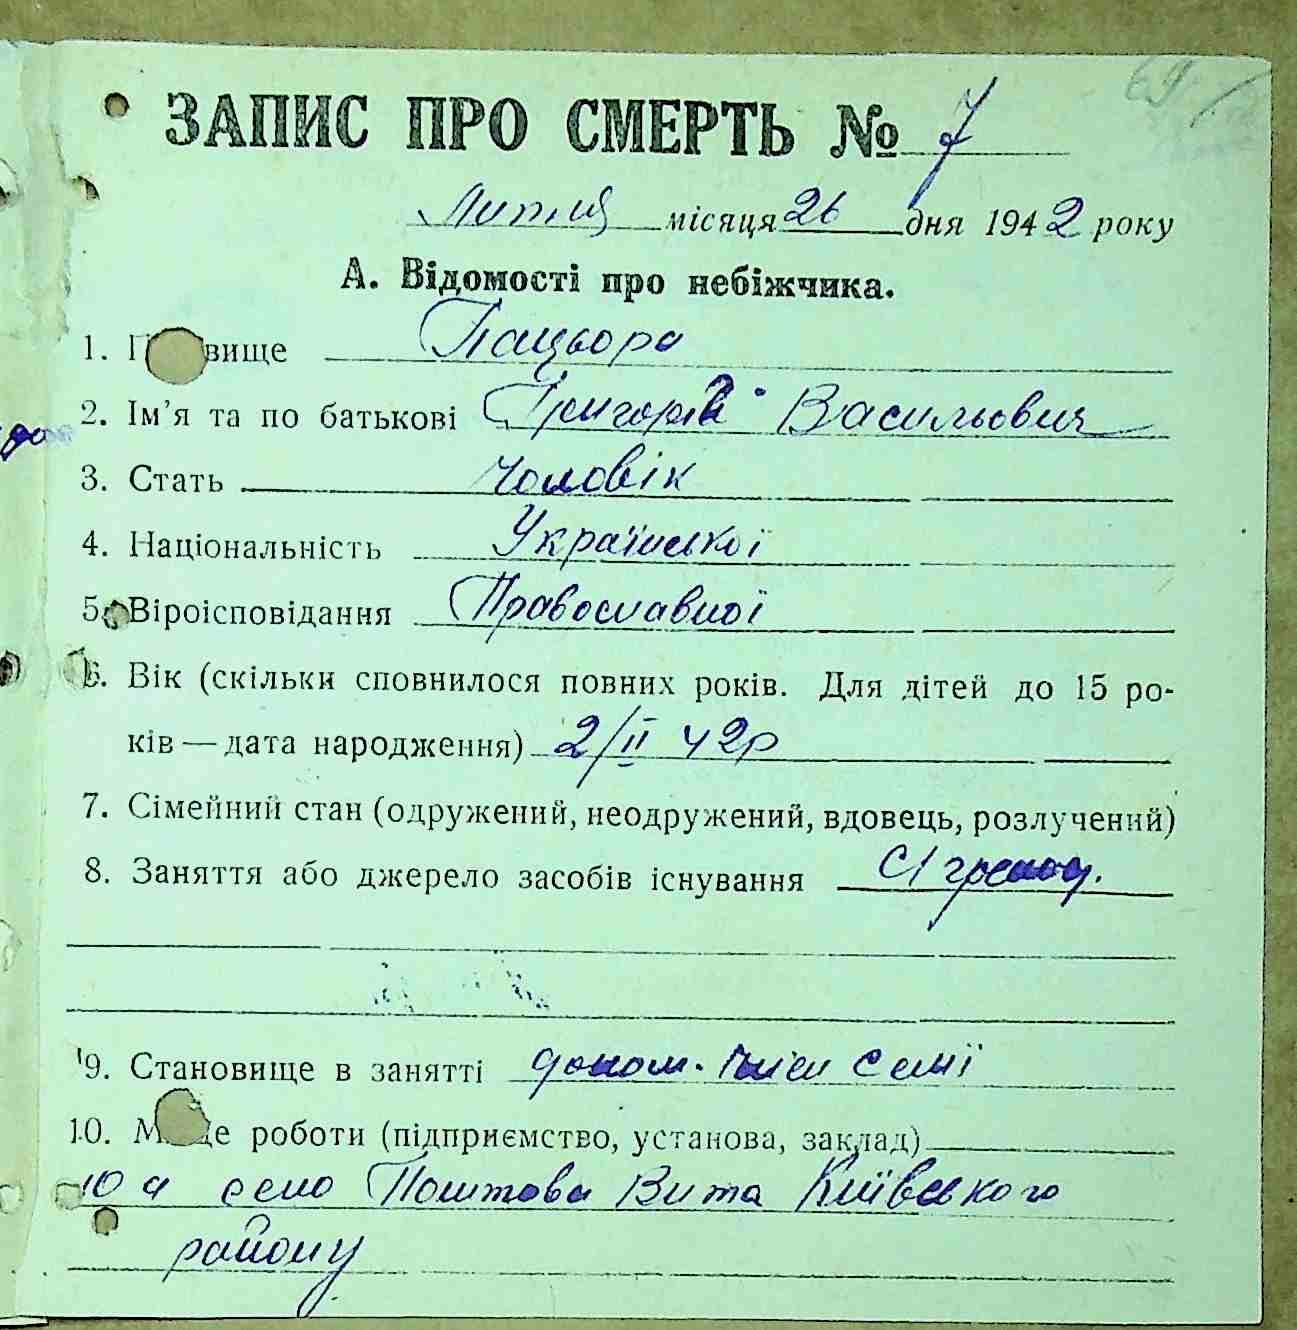 ЗАПИС ПРО СМЕРТЬ № 7
місяця 26 дня 1942 року
А. Відомості про небіжчика.
1. вище Пацьора
2. Ім'я та по батькові Григорій Васильович
3. Стать чоловік
4. Національність Української
5. Віроісповідання Православної
6. Вік (скільки сповнилося повних років. Для дітей до 15 ро-
ків — дата народження) 2/II 42р
7. Сімейний стан (одружений, неодружений, вдовець, розлучений)
8. Заняття або джерело засобів існування
9. Становище в занятті семї
10. роботи (підприємство, установа, заклад)
10 а село Поштова Вита Київського
району